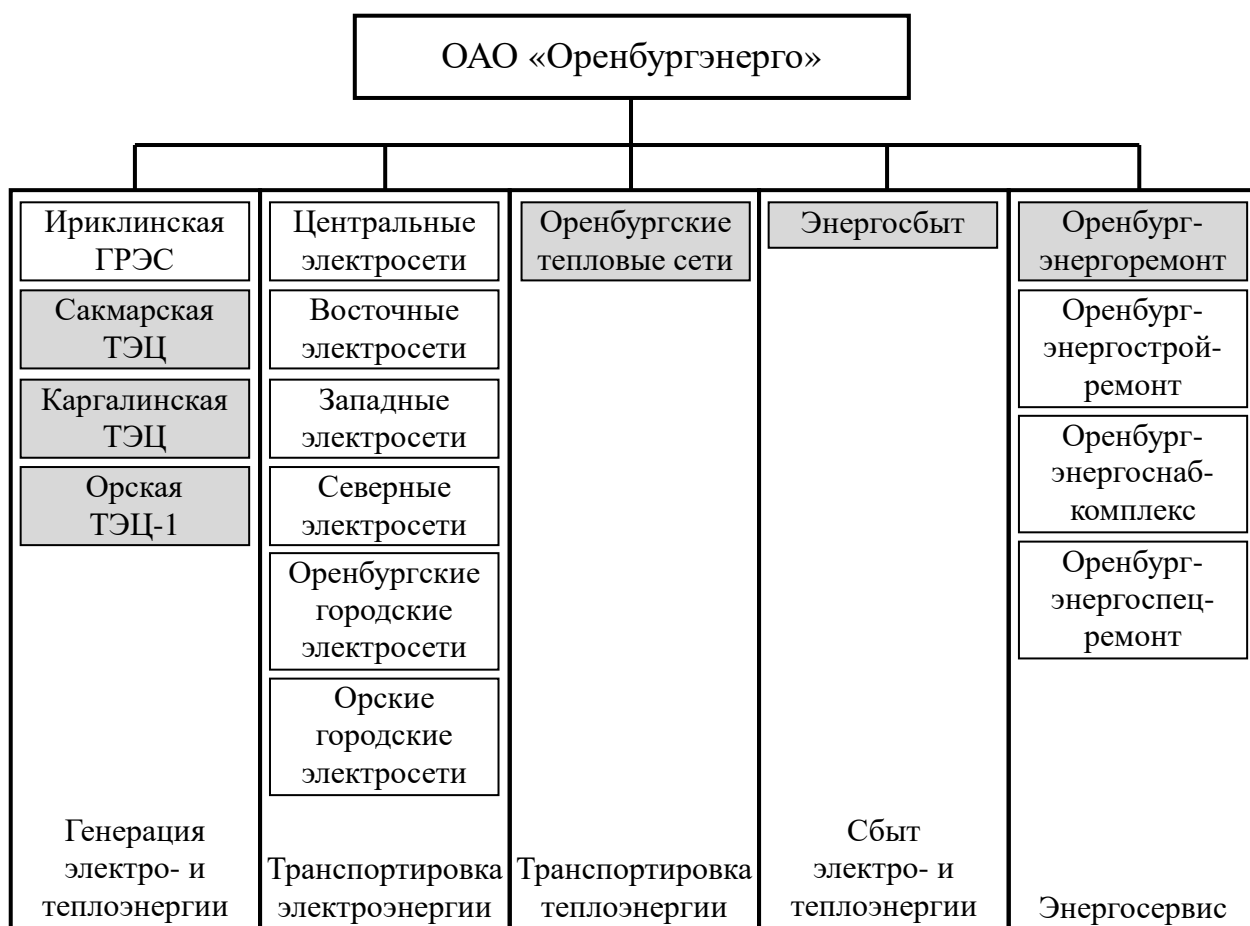 ОАО «Оренбургэнерго»
Ириклинская
ГРЭС
Сакмарская
ТЭЦ
Каргалинская
ТЭЦ
Орская
ТЭЦ-1
Генерация
электро- и
теплоэнергии
Центральные
электросети
Восточные
электросети
Западные
электросети
Северные
электросети
Оренбургские
городские
электросети
Орские
городские
электросети
Транспортировка
электроэнергии
Оренбургские
тепловые сети
Транспортировка
теплоэнергии
Энергосбыт
Сбыт
электро- и
теплоэнергии
Оренбург-
энергоремонт
Оренбург-
энергострой-
ремонт
Оренбург-
энергоснаб-
комплекс
Оренбург-
энергоспец-
ремонт
Энергосервис